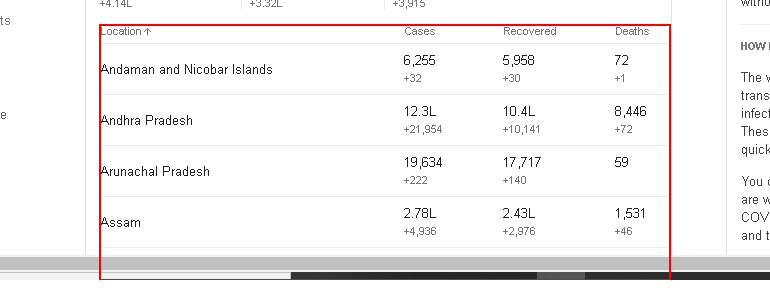 +4.14L +3.32L +3,915
Location↑ Cases Recovered Deaths
Andaman and Nicobar Islands 6,255 5,958 72
+32 +30 +1
Andhra Pradesh 12.3L 10.4L 8,446
+21,954 +10,141 +72
Arunachal Pradesh 19,634 17,717 59
+222 +140
Assam 2.78L 2.43L 1,531
+4,936 +2,976 +46
ts
e
HOW
The v
trans
infect
Thes
quick
You c
are w
COV
and t